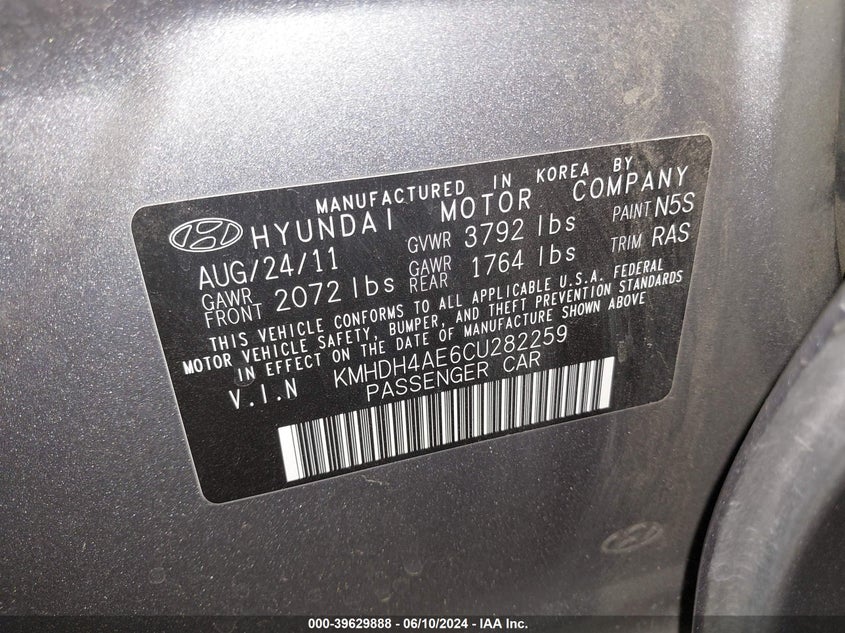 MANUFACTURED IN KOREA BY
HYUNDAI MOTOR COMPANY
AUG/24/11 GVWR 3792 lbs PAINT N5S
GAWR FRONT 2072 lbs GAWR REAR 1764 lbs TRIM RAS
THIS VEHICLE CONFORMS TO ALL APPLICABLE U.S.A. FEDERAL
MOTOR VEHICLE SAFETY, BUMPER, AND THEFT PREVENTION STANDARDS
IN EFFECT ON THE DATE OF MANUFACTURE SHOWN ABOVE
V.I.N KMHDH4AE6CU282259
PASSENGER CAR
000-39629888 - 06/10/2024 - IAA Inc.